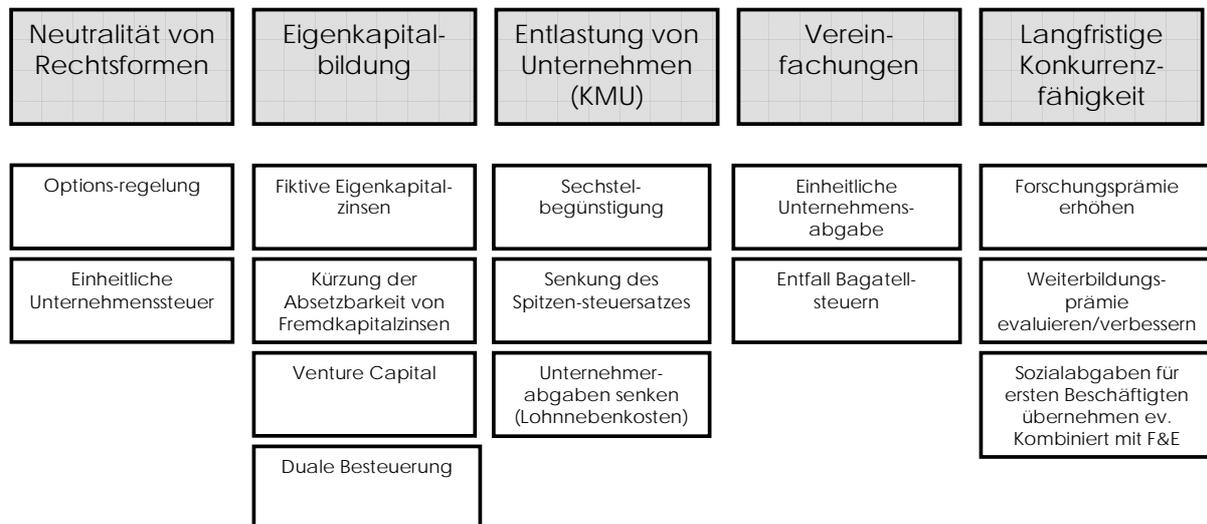 Neutralität von
Rechtsformen
Eigenkapital-
bildung
Entlastung von
Unternehmen
(KMU)
Verein-
fachungen
Langfristige
Konkurrenz-
fähigkeit
Options-regelung
Fiktive Eigenkapital-
zinsen
Sechstel-
begünstigung
Einheitliche
Unternehmens-
abgabe
Forschungsprämie
erhöhen
Einheitliche
Unternehmenssteuer
Kürzung der
Absetzbarkeit von
Fremdkapitalzinsen
Senkung des
Spitzen-steuersatzes
Entfall Bagatell-
steuern
Weiterbildungs-
prämie
evaluieren/verbessern
Venture Capital
Unternehmer-
abgaben senken
(Lohnnebenkosten)
Sozialabgaben für
ersten Beschäftigten
übernehmen ev.
Kombiniert mit F&E
Duale Besteuerung